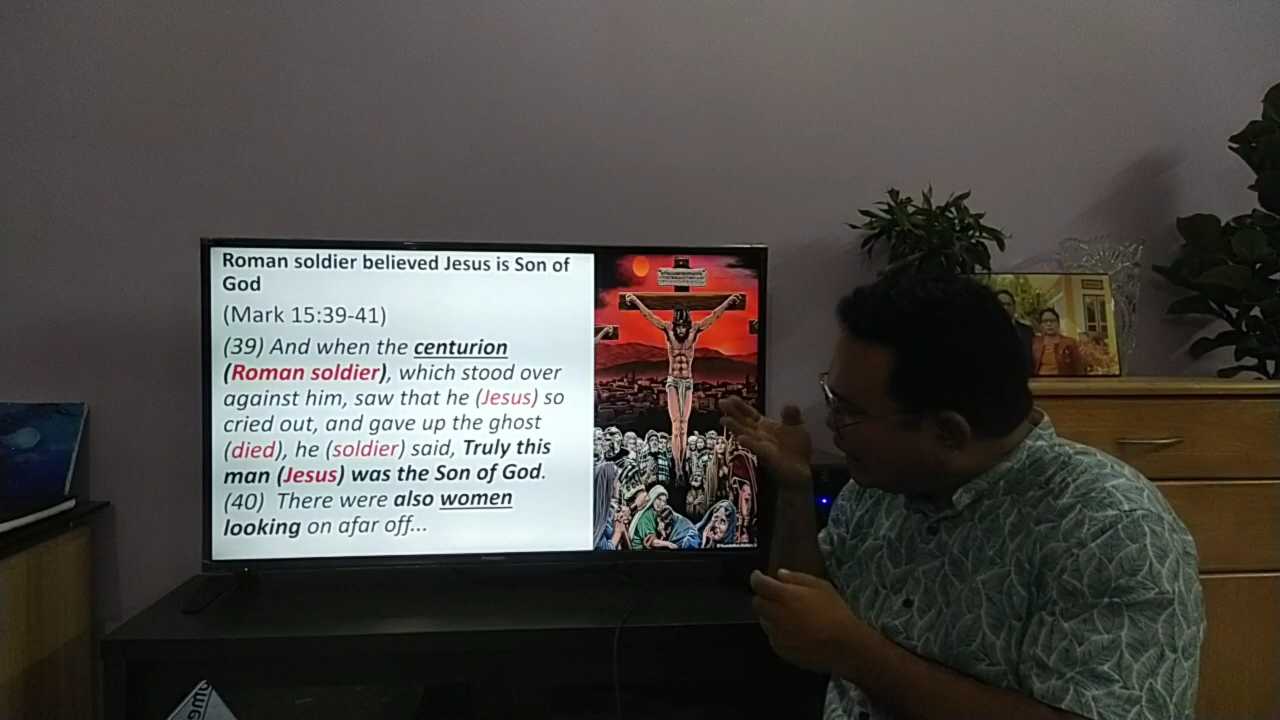 Roman soldier believed Jesus is Son of
God
(Mark 15:39-41)
(39) And when the centurion
(Roman soldier), which stood over
against him, saw that he (Jesus) so
cried out, and gave up the ghost
(died), he (soldier) said, Truly this
man (Jesus) was the Son of God.
(40) There were also women
looking on afar off...